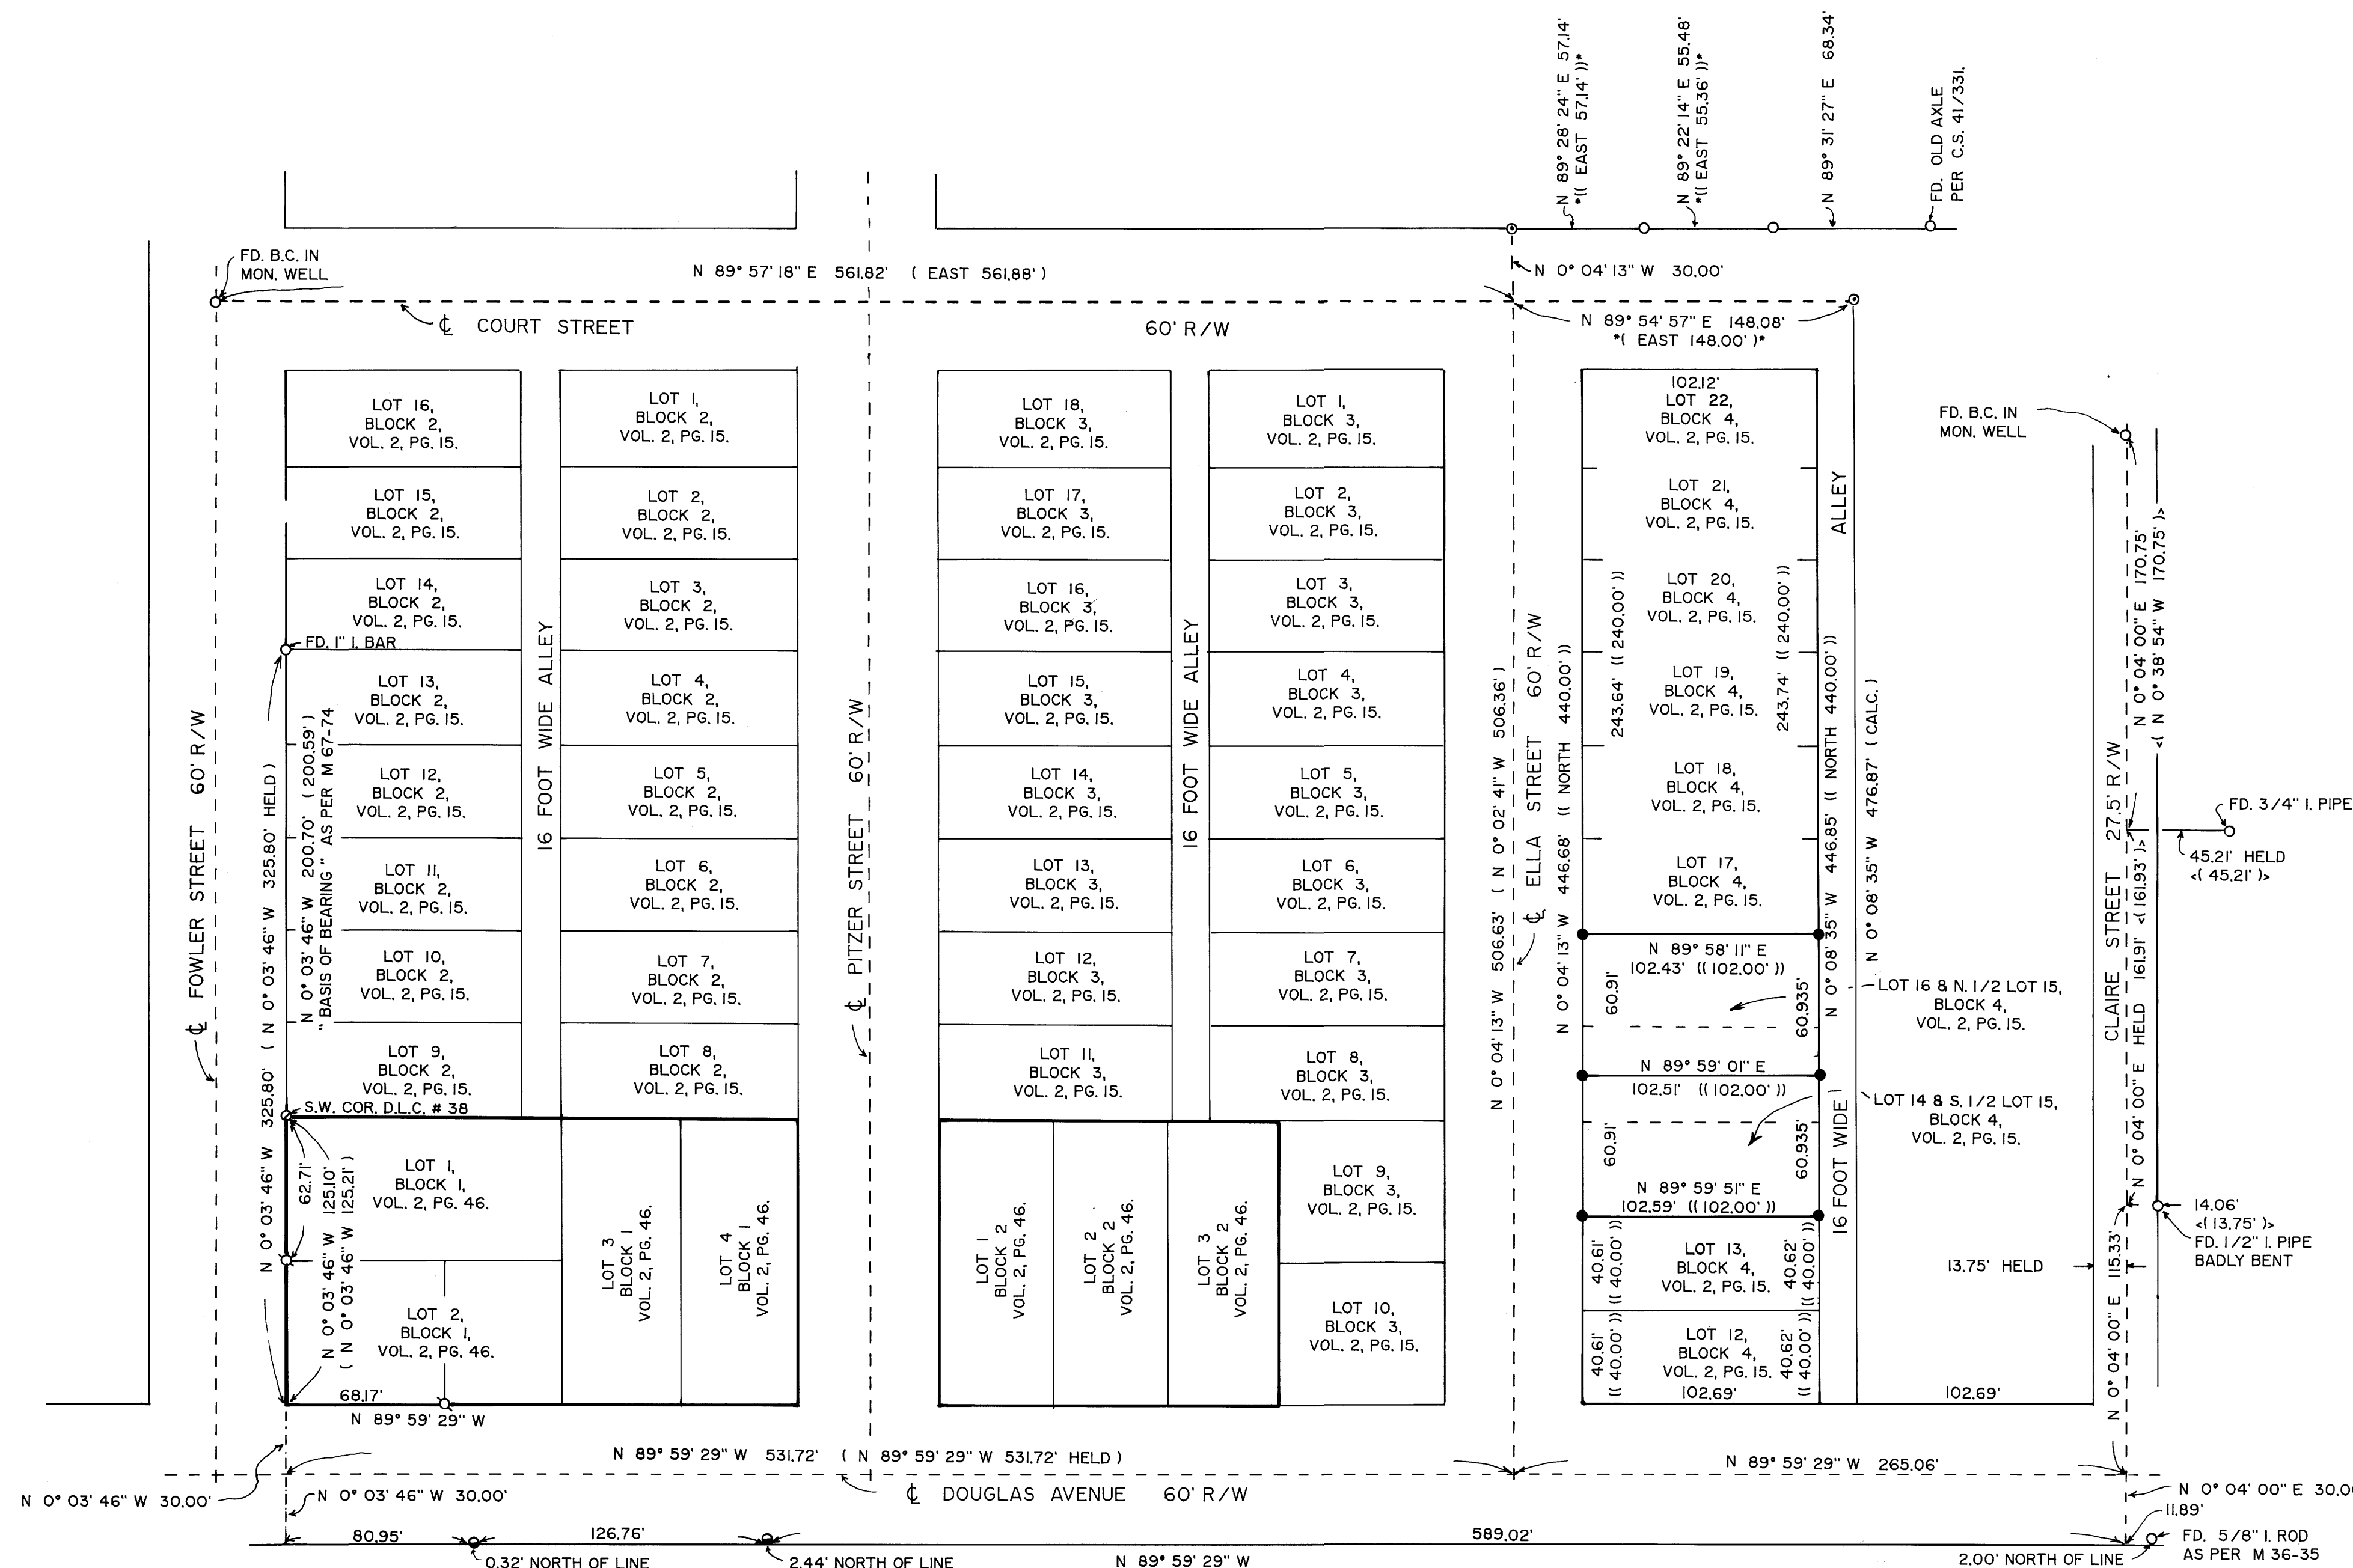 N 89° 28' 24" E 57.14'
*(( EAST 57.14' ))*
N 89° 22' 14" E 55.48'
*(( EAST 55.36' ))*
N 89° 31' 27" E 68.34'
FD. OLD AXLE
PER C.S. 41/331.
FD. B.C. IN
MON. WELL
N 89° 57' 18" E 561.82' ( EAST 561.88' )
N 0° 04' 13" W 30.00'
℄ COURT STREET
60' R/W
N 89° 54' 57" E 148.08'
*( EAST 148.00' )*
LOT 16,
BLOCK 2,
VOL. 2, PG. 15.
LOT 15,
BLOCK 2,
VOL. 2, PG. 15.
LOT 14,
BLOCK 2,
VOL. 2, PG. 15.
FD. 1" I. BAR
LOT 13,
BLOCK 2,
VOL. 2, PG. 15.
LOT 12,
BLOCK 2,
VOL. 2, PG. 15.
LOT 11,
BLOCK 2,
VOL. 2, PG. 15.
LOT 10,
BLOCK 2,
VOL. 2, PG. 15.
LOT 9,
BLOCK 2,
VOL. 2, PG. 15.
S.W. COR. D.L.C. # 38
℄ FOWLER STREET 60' R/W
N 0° 03' 46" W 325.80' ( N 0° 03' 46" W 325.80' HELD )
N 0° 03' 46" W 200.70' ( 200.59' )
"BASIS OF BEARING" AS PER M 67-74
16 FOOT WIDE ALLEY
LOT 1,
BLOCK 2,
VOL. 2, PG. 15.
LOT 2,
BLOCK 2,
VOL. 2, PG. 15.
LOT 3,
BLOCK 2,
VOL. 2, PG. 15.
LOT 4,
BLOCK 2,
VOL. 2, PG. 15.
LOT 5,
BLOCK 2,
VOL. 2, PG. 15.
LOT 6,
BLOCK 2,
VOL. 2, PG. 15.
LOT 7,
BLOCK 2,
VOL. 2, PG. 15.
LOT 8,
BLOCK 2,
VOL. 2, PG. 15.
62.71'
N 0° 03' 46" W 125.10'
( N 0° 03' 46" W 125.21' )
LOT 1,
BLOCK 1,
VOL. 2, PG. 46.
LOT 2,
BLOCK 1,
VOL. 2, PG. 46.
LOT 3
BLOCK 1
VOL. 2, PG. 46.
LOT 4
BLOCK 1
VOL. 2, PG. 46.
68.17'
N 89° 59' 29" W
℄ PITZER STREET 60' R/W
LOT 18,
BLOCK 3,
VOL. 2, PG. 15.
LOT 17,
BLOCK 3,
VOL. 2, PG. 15.
LOT 16,
BLOCK 3,
VOL. 2, PG. 15.
LOT 15,
BLOCK 3,
VOL. 2, PG. 15.
LOT 14,
BLOCK 3,
VOL. 2, PG. 15.
LOT 13,
BLOCK 3,
VOL. 2, PG. 15.
LOT 12,
BLOCK 3,
VOL. 2, PG. 15.
LOT 11,
BLOCK 3,
VOL. 2, PG. 15.
16 FOOT WIDE ALLEY
LOT 1,
BLOCK 3,
VOL. 2, PG. 15.
LOT 2,
BLOCK 3,
VOL. 2, PG. 15.
LOT 3,
BLOCK 3,
VOL. 2, PG. 15.
LOT 4,
BLOCK 3,
VOL. 2, PG. 15.
LOT 5,
BLOCK 3,
VOL. 2, PG. 15.
LOT 6,
BLOCK 3,
VOL. 2, PG. 15.
LOT 7,
BLOCK 3,
VOL. 2, PG. 15.
LOT 8,
BLOCK 3,
VOL. 2, PG. 15.
LOT 1
BLOCK 2
VOL. 2, PG. 46.
LOT 2
BLOCK 2
VOL. 2, PG. 46.
LOT 3
BLOCK 2
VOL. 2, PG. 46.
LOT 9,
BLOCK 3,
VOL. 2, PG. 15.
LOT 10,
BLOCK 3,
VOL. 2, PG. 15.
N 0° 04' 13" W 506.63' ( N 0° 02' 41" W 506.36' )
℄ ELLA STREET 60' R/W
N 0° 04' 13" W 446.68' (( NORTH 440.00' ))
102.12'
LOT 22,
BLOCK 4,
VOL. 2, PG. 15.
LOT 21,
BLOCK 4,
VOL. 2, PG. 15.
LOT 20,
BLOCK 4,
VOL. 2, PG. 15.
243.64' (( 240.00' ))
243.74' (( 240.00' ))
LOT 19,
BLOCK 4,
VOL. 2, PG. 15.
LOT 18,
BLOCK 4,
VOL. 2, PG. 15.
LOT 17,
BLOCK 4,
VOL. 2, PG. 15.
N 89° 58' 11" E
102.43' (( 102.00' ))
60.91'
60.935'
N 89° 59' 01" E
102.51' (( 102.00' ))
60.91'
60.935'
N 89° 59' 51" E
102.59' (( 102.00' ))
40.61'
(( 40.00' ))
LOT 13,
BLOCK 4,
VOL. 2, PG. 15.
40.62'
(( 40.00' ))
40.61'
(( 40.00' ))
LOT 12,
BLOCK 4,
VOL. 2, PG. 15.
40.62'
(( 40.00' ))
102.69'
N 0° 08' 35" W 446.85' (( NORTH 440.00' ))
16 FOOT WIDE
ALLEY
N 0° 08' 35" W 476.87' ( CALC. )
LOT 16 & N. 1/2 LOT 15,
BLOCK 4,
VOL. 2, PG. 15.
LOT 14 & S. 1/2 LOT 15,
BLOCK 4,
VOL. 2, PG. 15.
102.69'
13.75' HELD
FD. B.C. IN
MON. WELL
CLAIRE STREET 27.5' R/W
N 0° 04' 00" E 170.75'
<( N 0° 38' 54" W 170.75' )>
N 0° 04' 00" E HELD 161.91' <( 161.93' )>
N 0° 04' 00" E 115.33'
FD. 3/4" I. PIPE
45.21' HELD
<( 45.21' )>
14.06'
<( 13.75' )>
FD. 1/2" I. PIPE
BADLY BENT
N 89° 59' 29" W 531.72' ( N 89° 59' 29" W 531.72' HELD )
N 89° 59' 29" W 265.06'
℄ DOUGLAS AVENUE 60' R/W
N 0° 03' 46" W 30.00'
N 0° 03' 46" W 30.00'
N 0° 04' 00" E 30.0
11.89'
80.95'
126.76'
589.02'
FD. 5/8" I. ROD
AS PER M 36-35
0.32' NORTH OF LINE
2.44' NORTH OF LINE
N 89° 59' 29" W
2.00' NORTH OF LINE